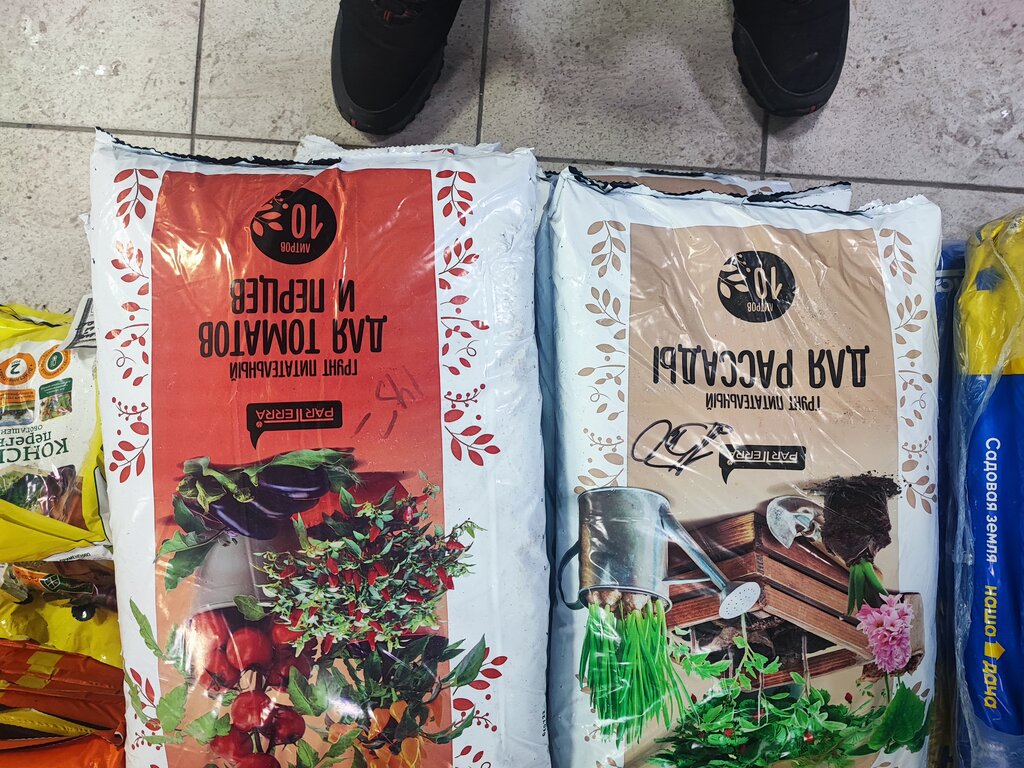 PARTERRA
ГРУНТ ПИТАТЕЛЬНЫЙ
ДЛЯ ТОМАТОВ
И ПЕРЦЕВ
10
ЛИТРОВ
PARTERRA
ГРУНТ ПИТАТЕЛЬНЫЙ
ДЛЯ РАССАДЫ
10
ЛИТРОВ
Садовая земля - наша дача
2